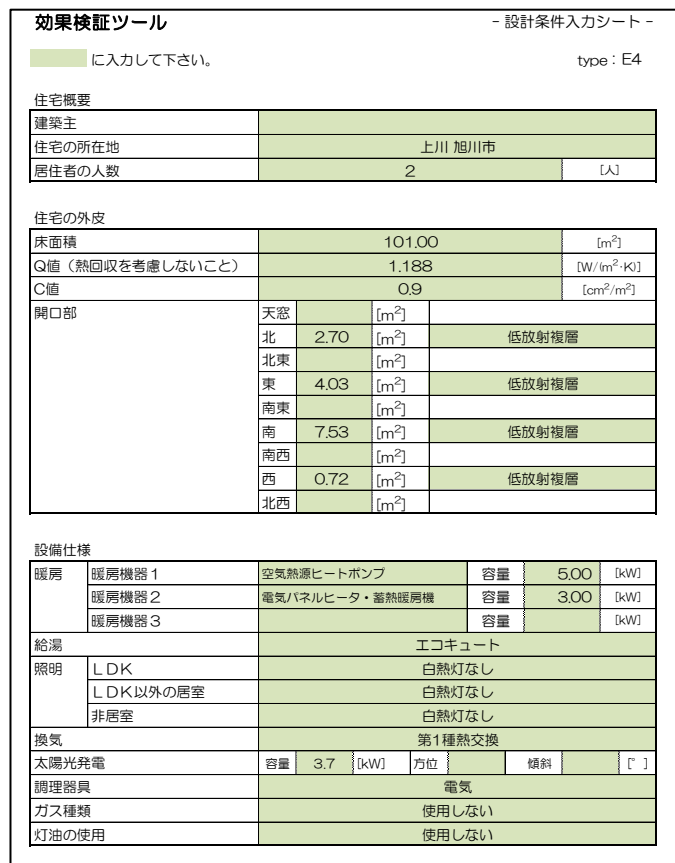 効果検証ツール - 設計条件入力シート -
に入力して下さい。 type：E4
住宅概要
建築主
住宅の所在地 上川 旭川市
居住者の人数 2 [人]
住宅の外皮
床面積 101.00 [m²]
Q値（熱回収を考慮しないこと） 1.188 [W/(m²·K)]
C値 0.9 [cm²/m²]
開口部 天窓 [m²]
北 2.70 [m²] 低放射複層
北東 [m²]
東 4.03 [m²] 低放射複層
南東 [m²]
南 7.53 [m²] 低放射複層
南西 [m²]
西 0.72 [m²] 低放射複層
北西 [m²]
設備仕様
暖房 暖房機器１ 空気熱源ヒートポンプ 容量 5.00 [kW]
暖房機器２ 電気パネルヒータ・蓄熱暖房機 容量 3.00 [kW]
暖房機器３ 容量 [kW]
給湯 エコキュート
照明 ＬＤＫ 白熱灯なし
ＬＤＫ以外の居室 白熱灯なし
非居室 白熱灯なし
換気 第1種熱交換
太陽光発電 容量 3.7 [kW] 方位 傾斜 [°]
調理器具 電気
ガス種類 使用しない
灯油の使用 使用しない